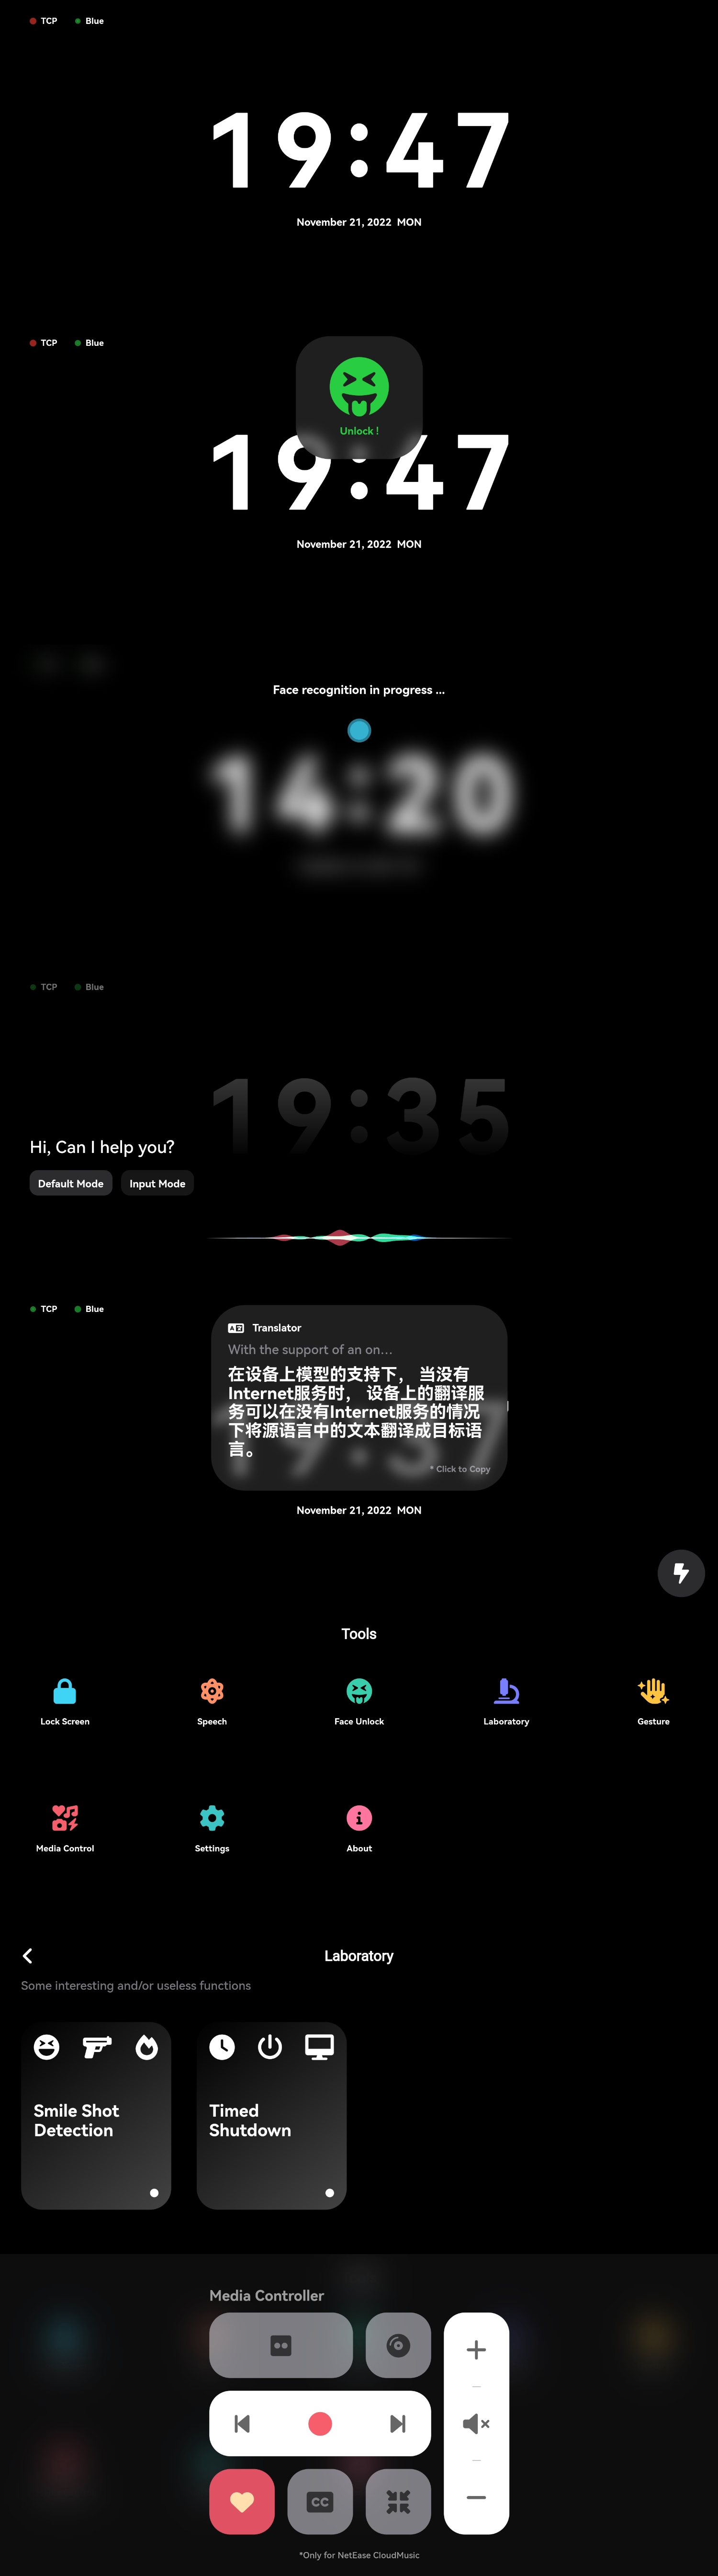 TCP Blue
19:47
November 21, 2022 MON
TCP Blue
Unlock !
19:47
November 21, 2022 MON
Face recognition in progress ...
14:20
TCP Blue
19:35
Hi, Can I help you?
Default Mode Input Mode
TCP Blue
Translator
With the support of an on...
在设备上模型的支持下， 当没有
Internet服务时， 设备上的翻译服
务可以在没有Internet服务的情况
下将源语言中的文本翻译成目标语
言。
* Click to Copy
November 21, 2022 MON
Tools
Lock Screen Speech Face Unlock Laboratory Gesture
Media Control Settings About
Laboratory
Some interesting and/or useless functions
Smile Shot
Detection
Timed
Shutdown
Media Controller
CC
*Only for NetEase CloudMusic